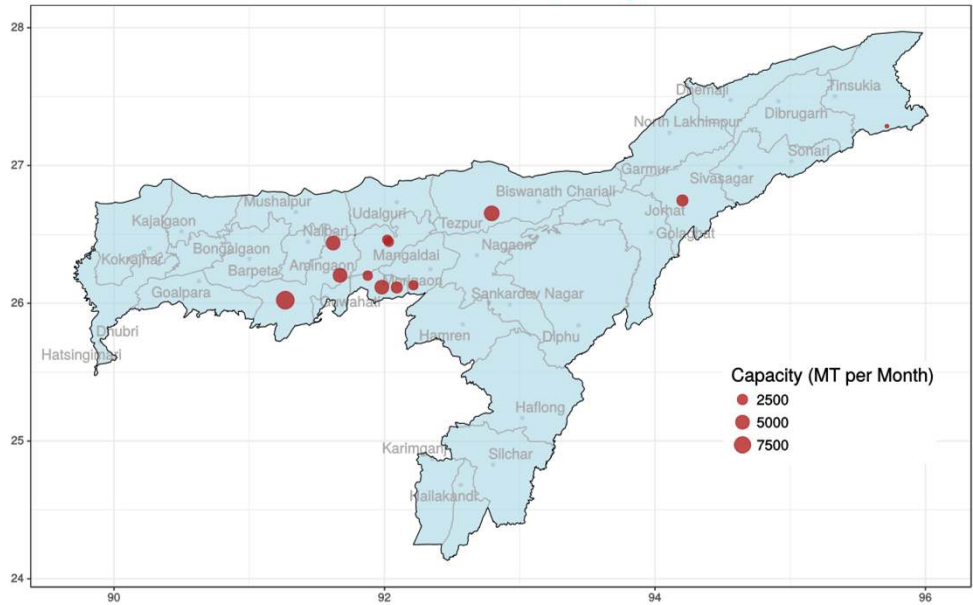 28
Tinsukia
Dhemaji
Dibrugarh
North Lakhimpur
27
Sonari
Garmur
Sivasagar
Biswanath Chariali
Mushalpur
Udalguri
Jorhat
Kajalgaon
Tezpur
Nalbari
Golaghat
Bongaigaon
Nagaon
Kokrajhar
Mangaldai
Amingaon
Barpeta
Morigaon
Goalpara
Sankardev Nagar
26
Guwahati
Dhubri
Hamren
Diphu
Hatsingimari
Capacity (MT per Month)
2500
Haflong
5000
25
Karimganj
7500
Silchar
Hailakandi
24
90
92
94
96